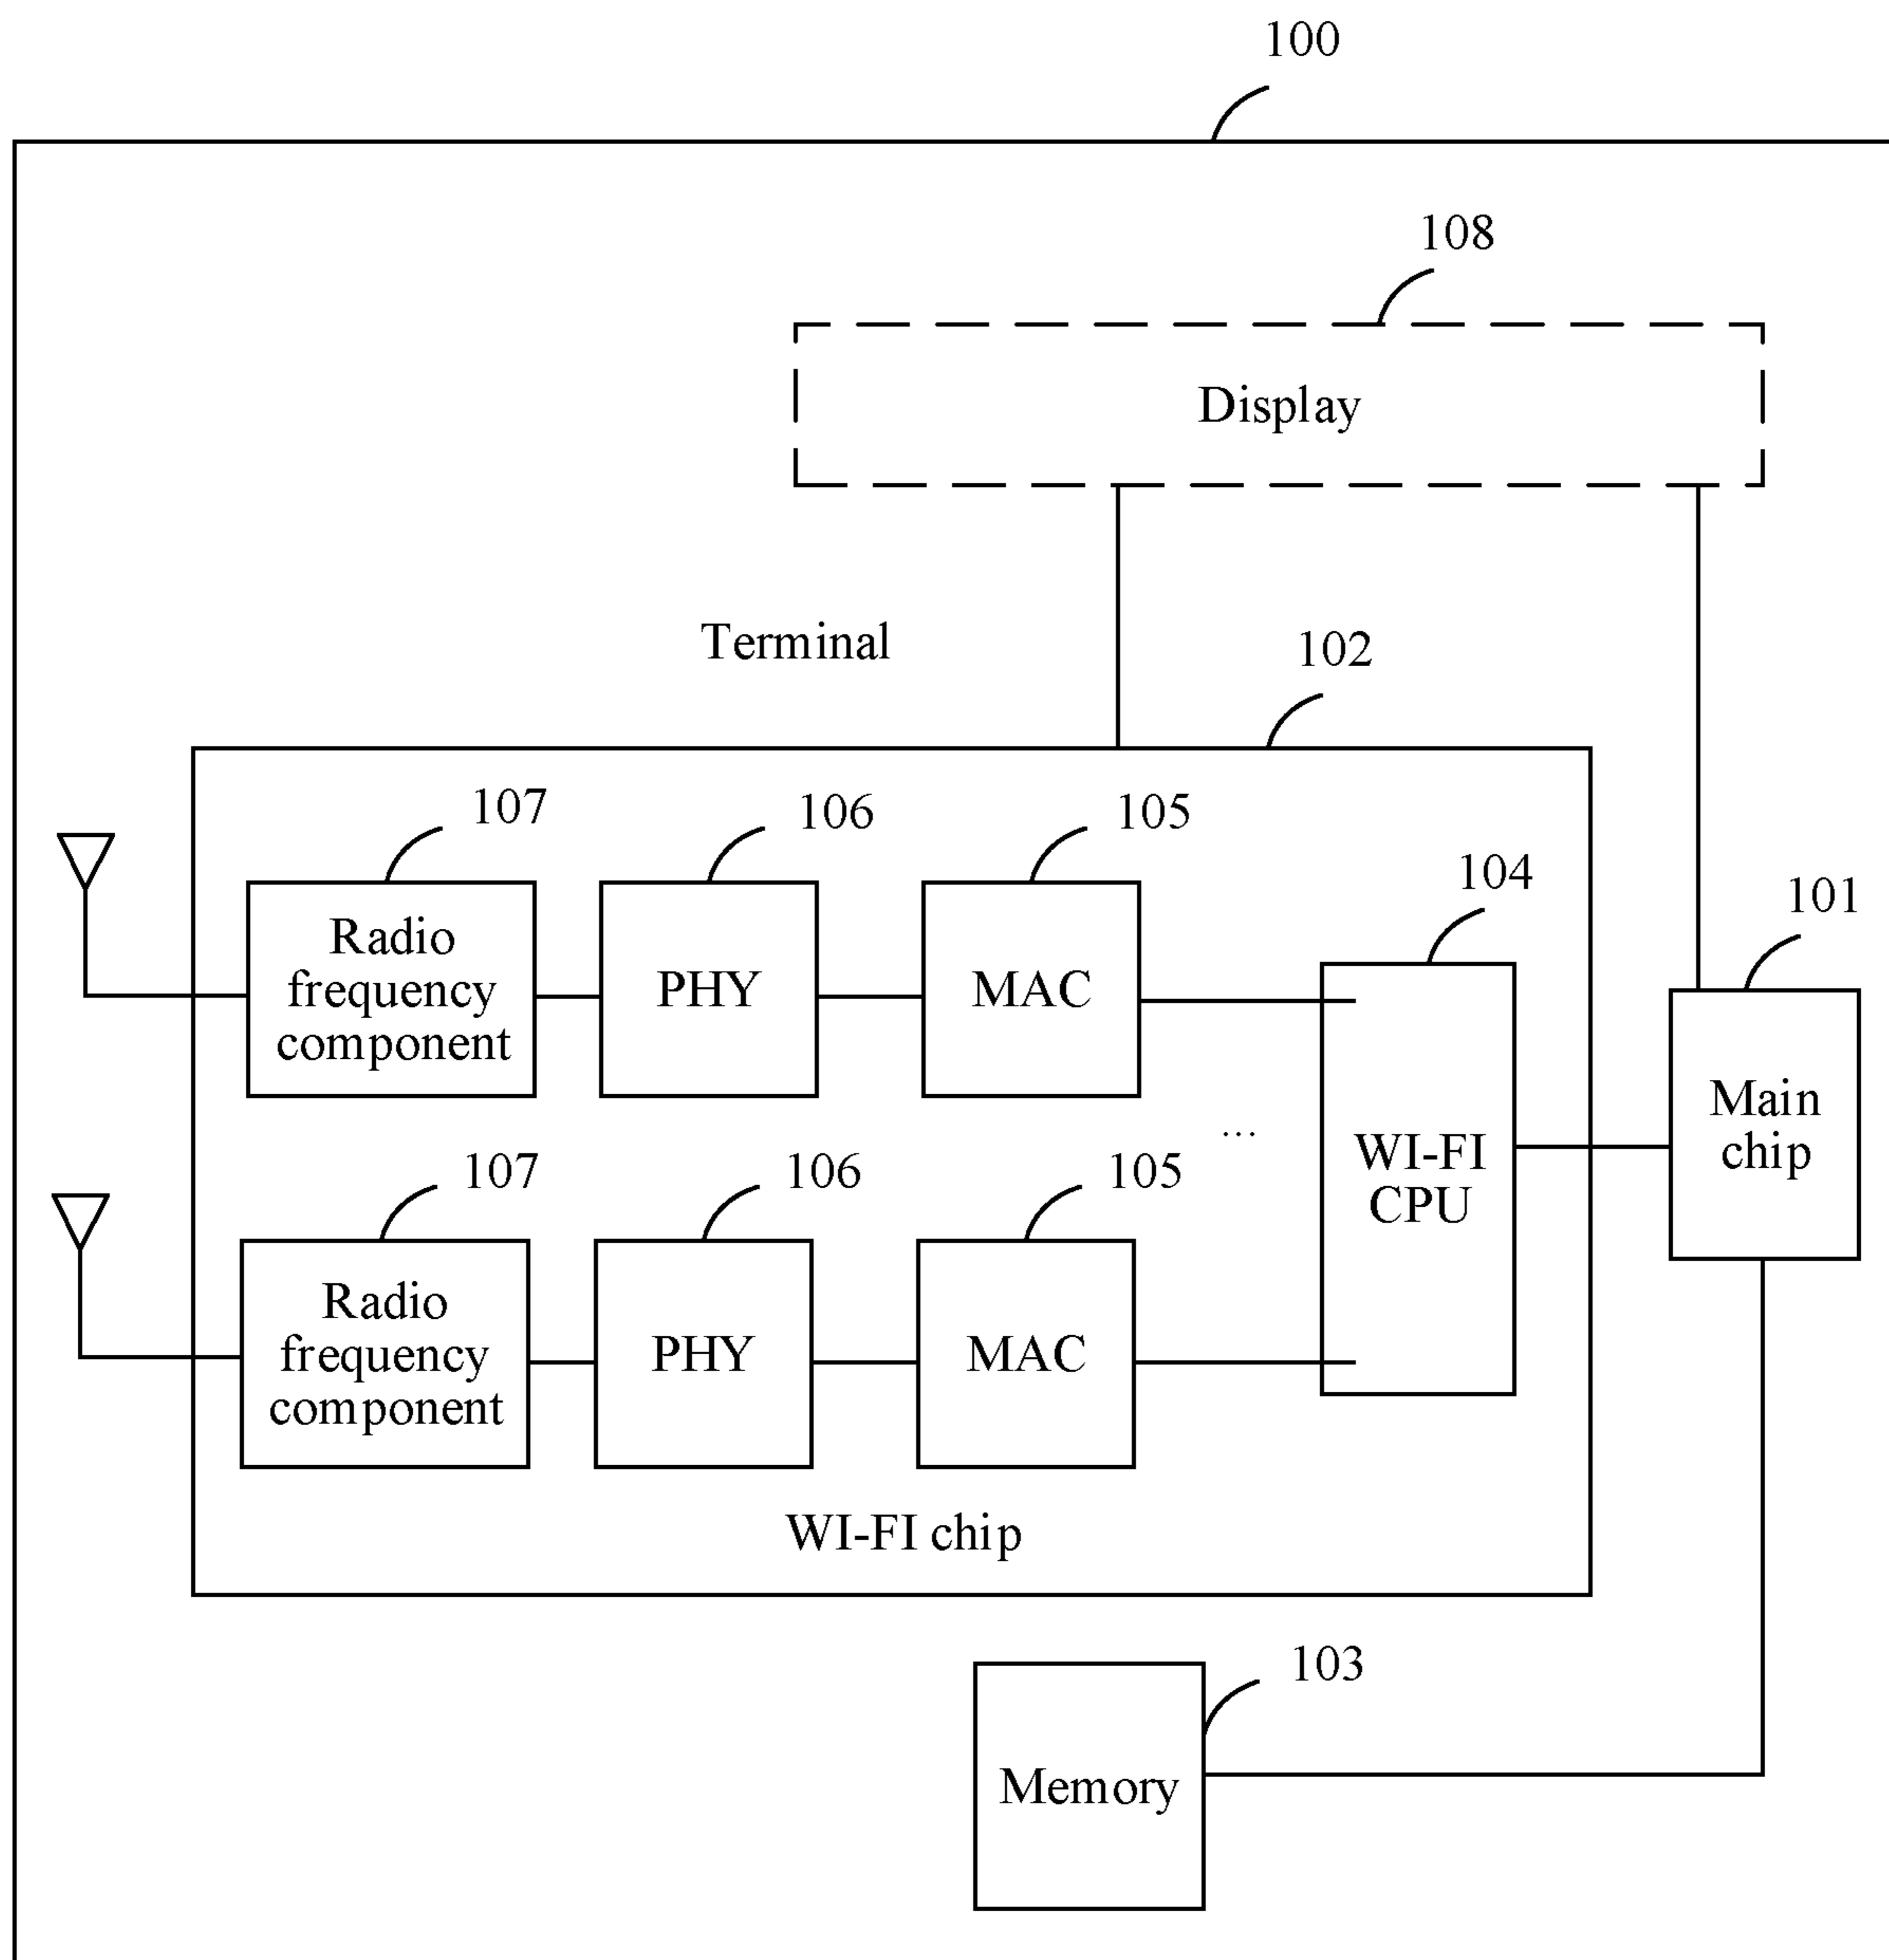 100
108
Display
Terminal
102
107
106
105
104
101
Radio
frequency
component
PHY
MAC
Main
chip
...
WI-FI
CPU
107
106
105
Radio
frequency
component
PHY
MAC
WI-FI chip
103
Memory